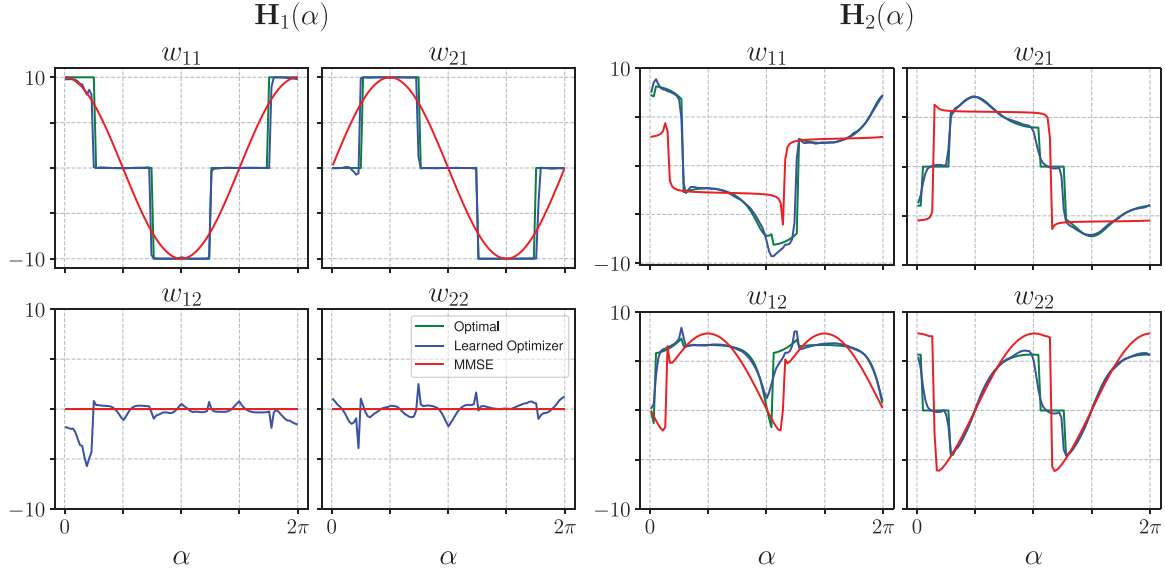 H₁(α)
H₂(α)
w₁₁
w₂₁
w₁₁
w₂₁
10
−10
10
−10
w₁₂
w₂₂
w₁₂
w₂₂
10
−10
10
−10
Optimal
Learned Optimizer
MMSE
0
2π
0
2π
0
2π
0
2π
α
α
α
α